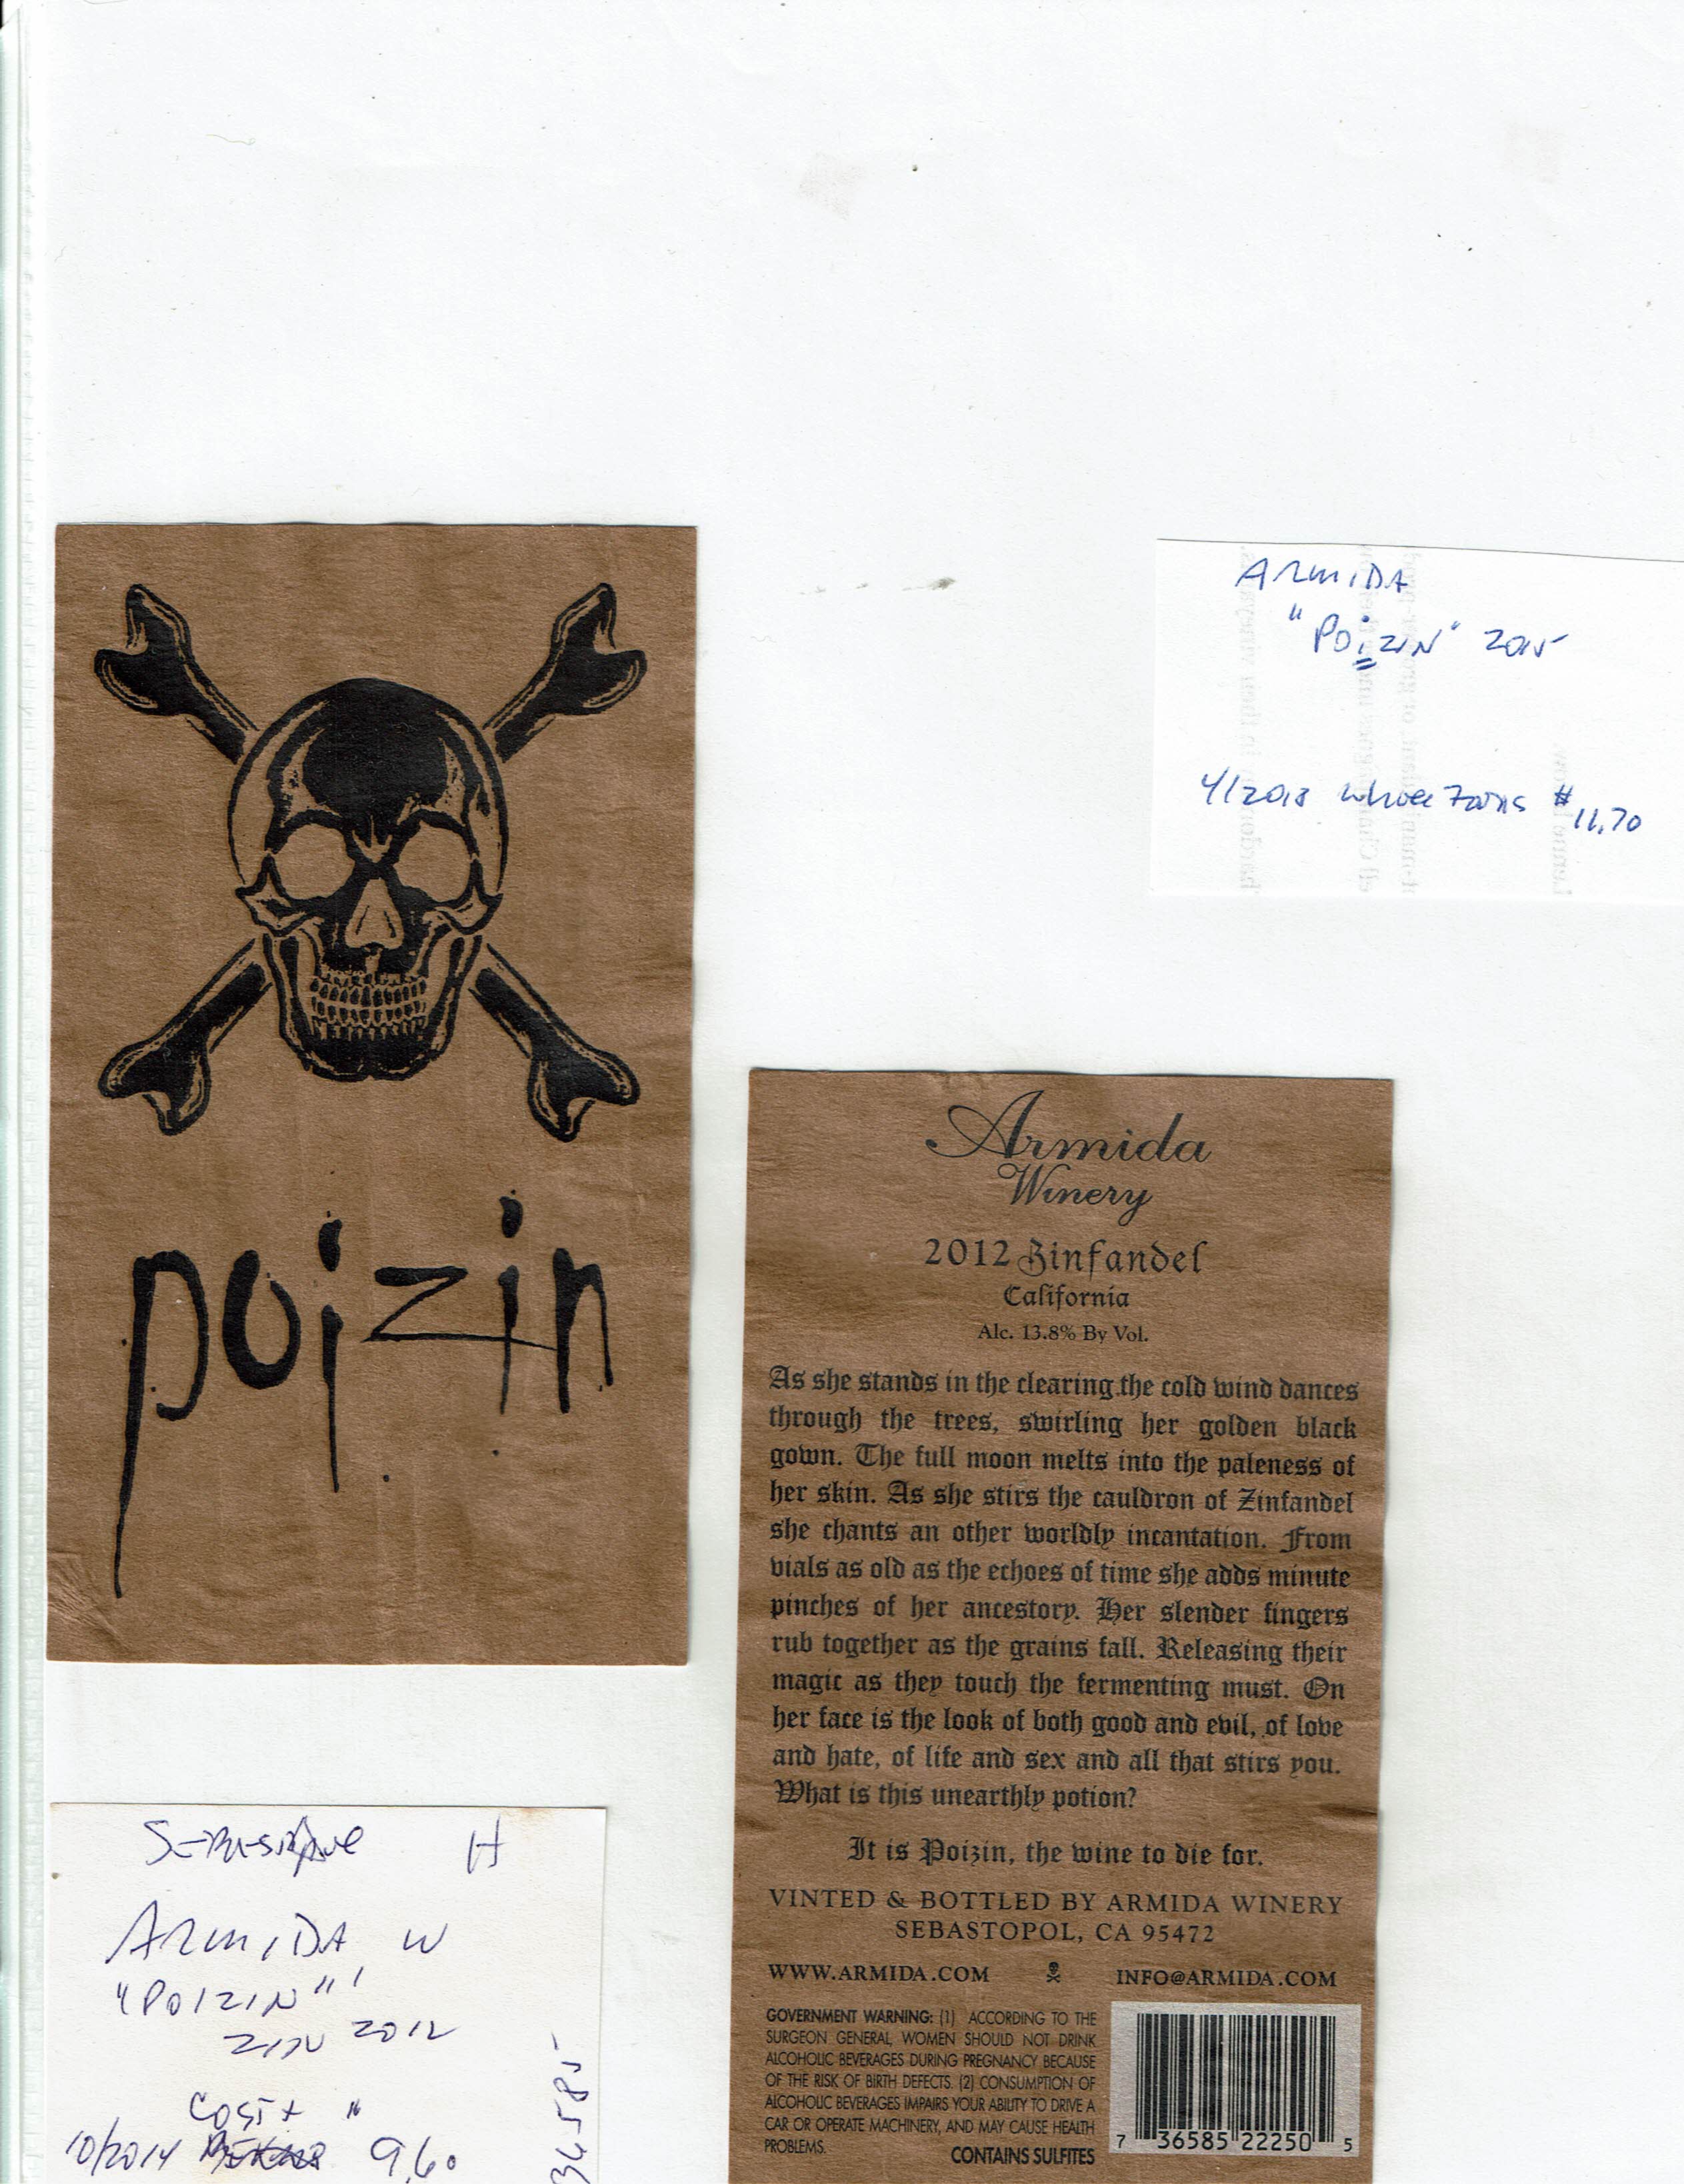 ARMIDA
"POiZIN" 2015
4/2018 Whole Foods $11.70
poizin
Armida
Winery
2012 Zinfandel
California
Alc. 13.8% By Vol.
As she stands in the clearing the cold wind dances
through the trees, swirling her golden black
gown. The full moon melts into the paleness of
her skin. As she stirs the cauldron of Zinfandel
she chants an other worldly incantation. From
vials as old as the echoes of time she adds minute
pinches of her ancestory. Her slender fingers
rub together as the grains fall. Releasing their
magic as they touch the fermenting must. On
her face is the look of both good and evil, of love
and hate, of life and sex and all that stirs you.
What is this unearthly potion?
It is Poizin, the wine to die for.
VINTED & BOTTLED BY ARMIDA WINERY
SEBASTOPOL, CA 95472
WWW.ARMIDA.COM INFO@ARMIDA.COM
GOVERNMENT WARNING: (1) ACCORDING TO THE
SURGEON GENERAL, WOMEN SHOULD NOT DRINK
ALCOHOLIC BEVERAGES DURING PREGNANCY BECAUSE
OF THE RISK OF BIRTH DEFECTS. (2) CONSUMPTION OF
ALCOHOLIC BEVERAGES IMPAIRS YOUR ABILITY TO DRIVE A
CAR OR OPERATE MACHINERY, AND MAY CAUSE HEALTH
PROBLEMS.
CONTAINS SULFITES
7 36585 22250 5
H
ARMIDA W
"POIZIN"
ZIN 2012
COST+
10/2014 9.60
36585